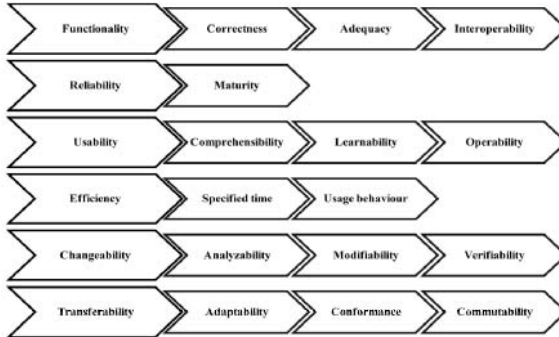 Functionality Correctness Adequacy Interoperability
Reliability Maturity
Usability Comprehensibility Learnability Operability
Efficiency Specified time Usage behaviour
Changeability Analyzability Modifiability Verifiability
Transferability Adaptability Conformance Commutability